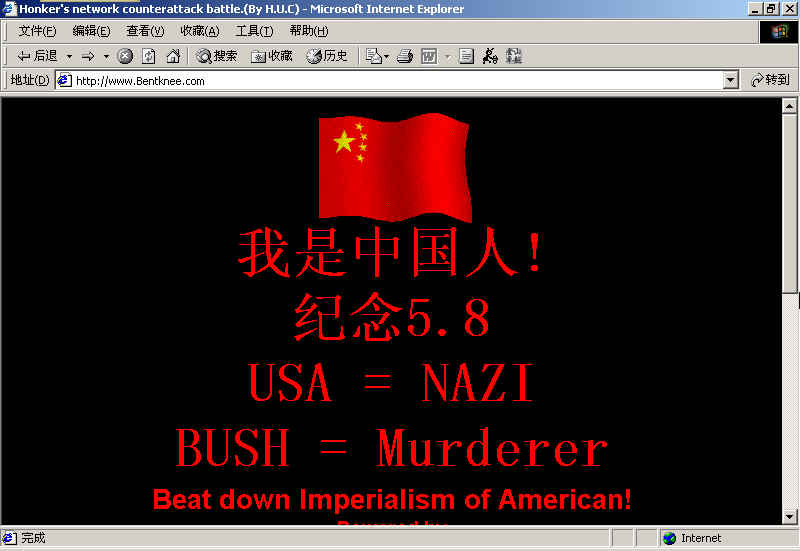 Honker's network counterattack battle.(By H.U.C) - Microsoft Internet Explorer
文件(F) 编辑(E) 查看(V) 收藏(A) 工具(T) 帮助(H)
后退 搜索 收藏 历史
地址(D) http://www.Bentknee.com 转到
我是中国人!
纪念5.8
USA = NAZI
BUSH = Murderer
Beat down Imperialism of American!
Powered by
完成 Internet